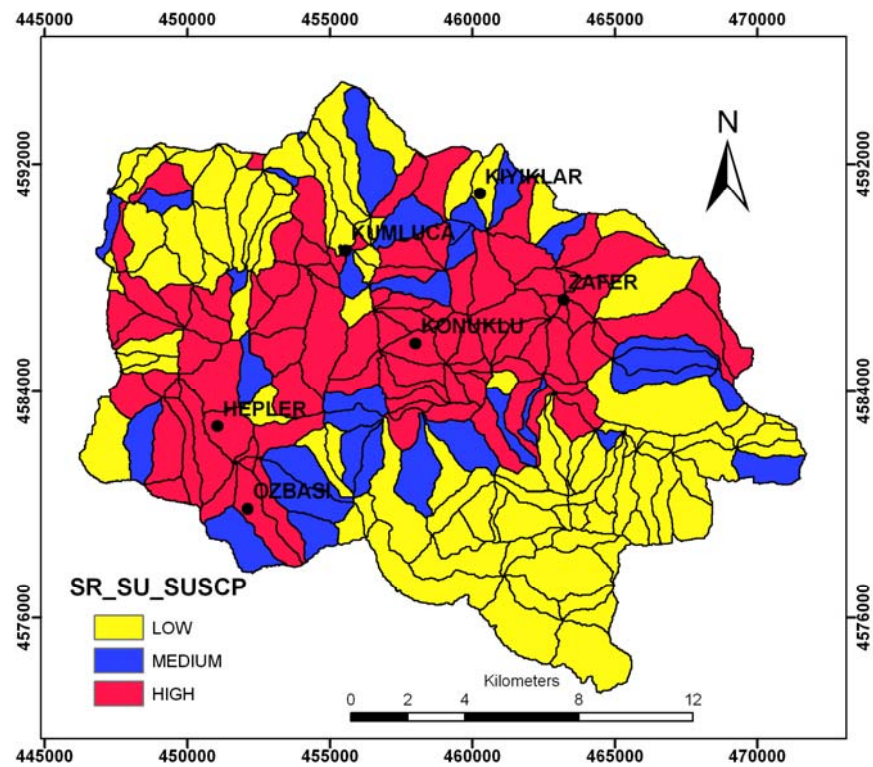 445000 450000 455000 460000 465000 470000
N
4592000 4592000
KIYIKLAR
KUMLUCA
ZAFER
KONUKLU
4584000 4584000
HEPLER
OZBASI
SR_SU_SUSCP
4576000 4576000
LOW
MEDIUM
HIGH
Kilometers
0 2 4 8 12
445000 450000 455000 460000 465000 470000